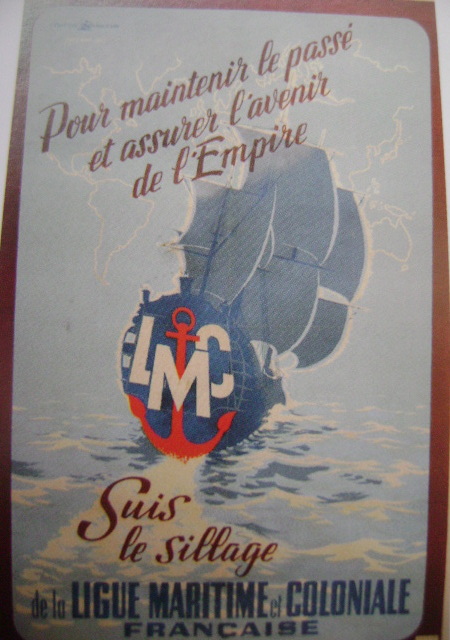 Pour maintenir le passé
et assurer l'avenir
de l'Empire
LMC
Suis
le sillage
de la LIGUE MARITIME et COLONIALE
FRANÇAISE